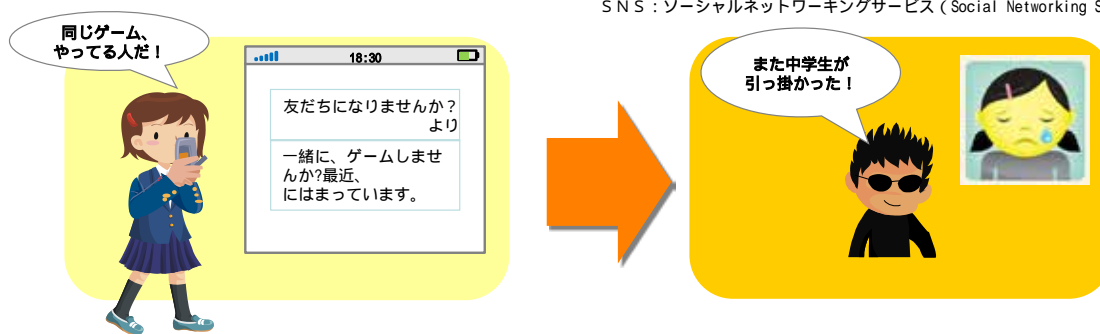 SNS:ソーシャルネットワーキングサービス(Social Networking S
同じゲーム、
やってる人だ!
18:30
友だちになりませんか?
より
一緒に、ゲームしませ
んか?最近、
にはまっています。
また中学生が
引っ掛かった!